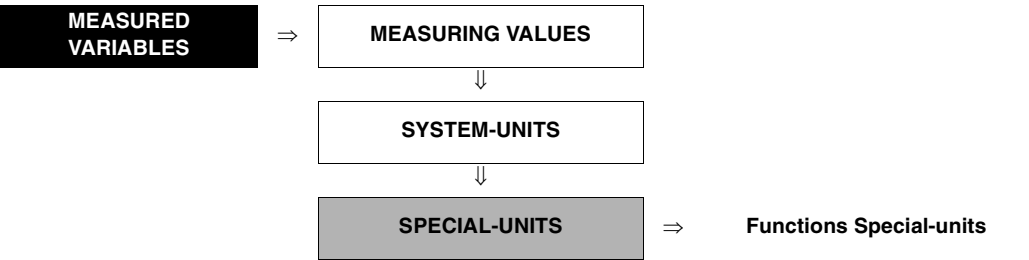 MEASURED
VARIABLES
⇒
MEASURING VALUES
⇓
SYSTEM-UNITS
⇓
SPECIAL-UNITS
⇒
Functions Special-units